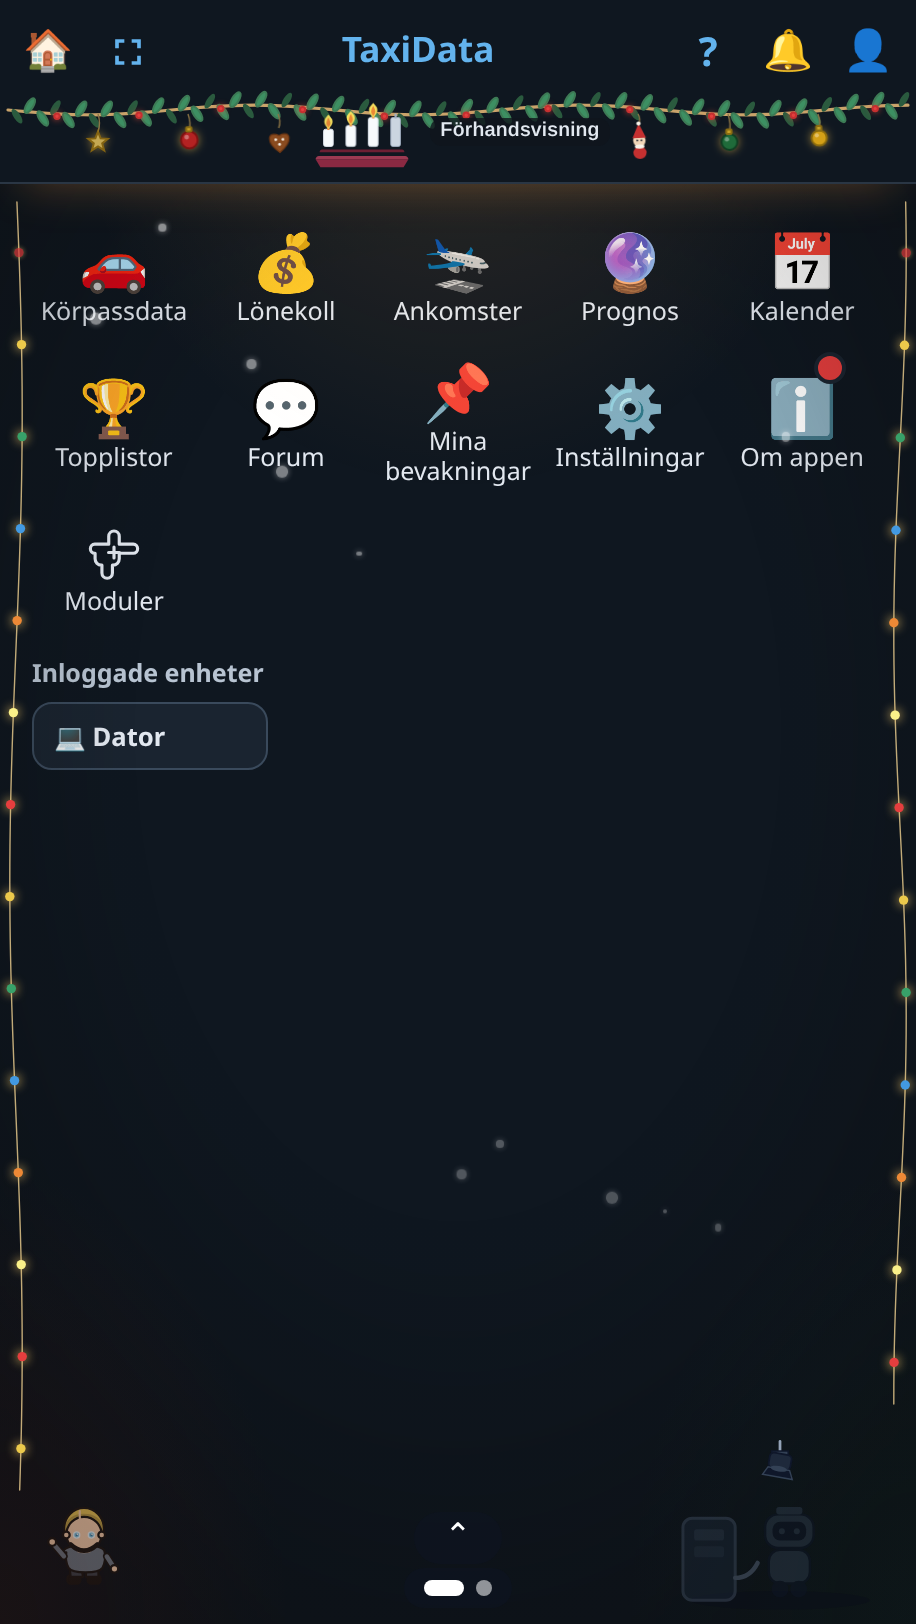 TaxiData
?
Förhandsvisning
July
17
Körpassdata
Lönekoll
Ankomster
Prognos
Kalender
Topplistor
Forum
Mina
bevakningar
Inställningar
Om appen
Moduler
Inloggade enheter
Dator